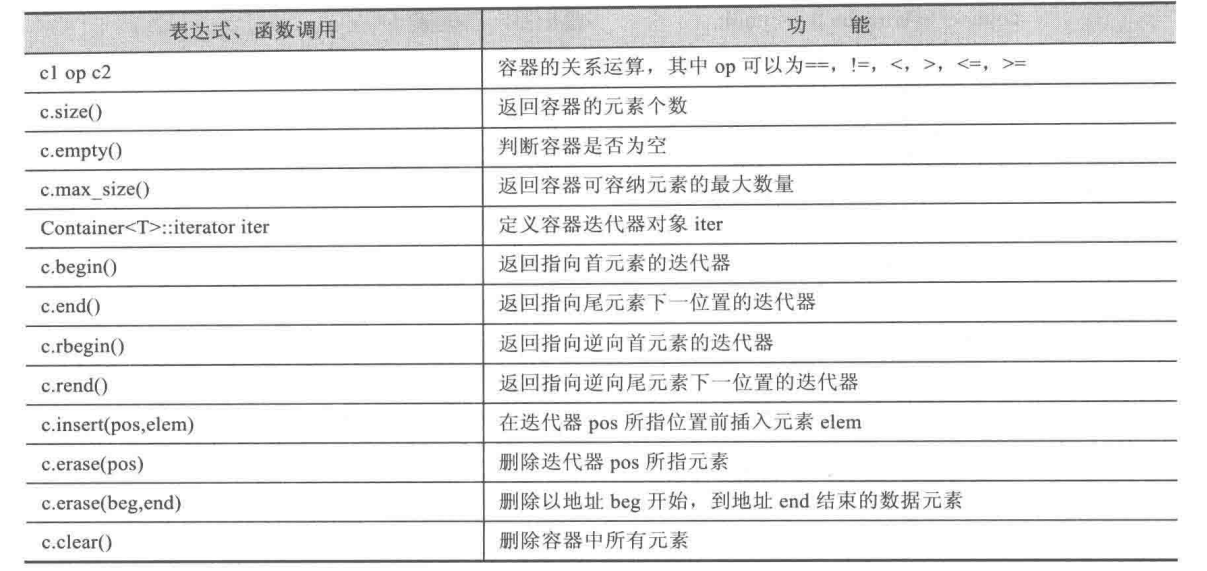 表达式、函数调用 功 能
c1 op c2 容器的关系运算，其中 op 可以为==，!=，<，>，<=，>=
c.size() 返回容器的元素个数
c.empty() 判断容器是否为空
c.max_size() 返回容器可容纳元素的最大数量
Container<T>::iterator iter 定义容器迭代器对象 iter
c.begin() 返回指向首元素的迭代器
c.end() 返回指向尾元素下一位置的迭代器
c.rbegin() 返回指向逆向首元素的迭代器
c.rend() 返回指向逆向尾元素下一位置的迭代器
c.insert(pos,elem) 在迭代器 pos 所指位置前插入元素 elem
c.erase(pos) 删除迭代器 pos 所指元素
c.erase(beg,end) 删除以地址 beg 开始，到地址 end 结束的数据元素
c.clear() 删除容器中所有元素